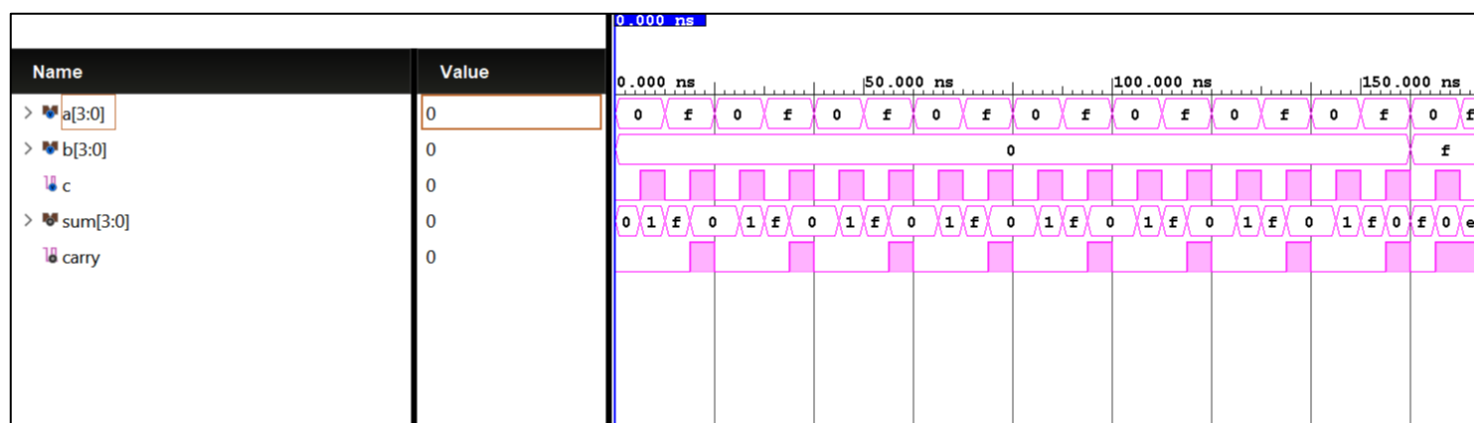 0.000 ns
Name Value
0.000 ns 50.000 ns 100.000 ns 150.000 ns
a[3:0] 0 0 f 0 f 0 f 0 f 0 f 0 f 0 f 0 f 0 f
b[3:0] 0 0 f
c 0
sum[3:0] 0 0 1 f 0 1 f 0 1 f 0 1 f 0 1 f 0 1 f 0 1 f 0 1 f 0 f 0 e
carry 0